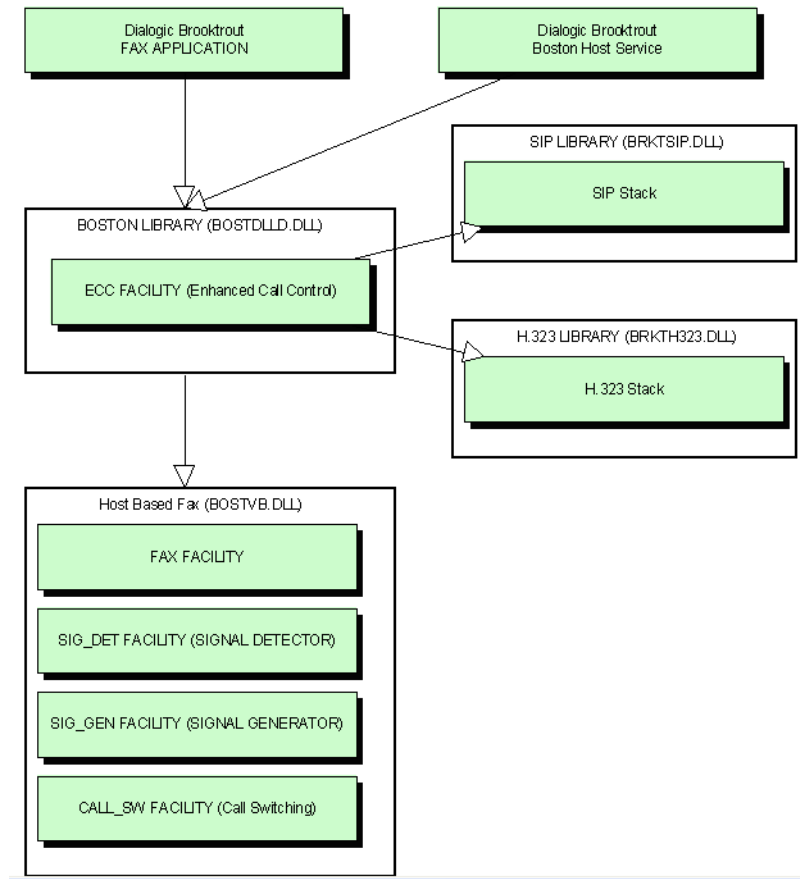 Dialogic Brooktrout
FAX APPLICATION
Dialogic Brooktrout
Boston Host Service
SIP LIBRARY (BRKTSIP.DLL)
SIP Stack
BOSTON LIBRARY (BOSTDLLD.DLL)
ECC FACILITY (Enhanced Call Control)
H.323 LIBRARY (BRKTH323.DLL)
H.323 Stack
Host Based Fax (BOSTVB.DLL)
FAX FACILITY
SIG_DET FACILITY (SIGNAL DETECTOR)
SIG_GEN FACILITY (SIGNAL GENERATOR)
CALL_SW FACILITY (Call Switching)